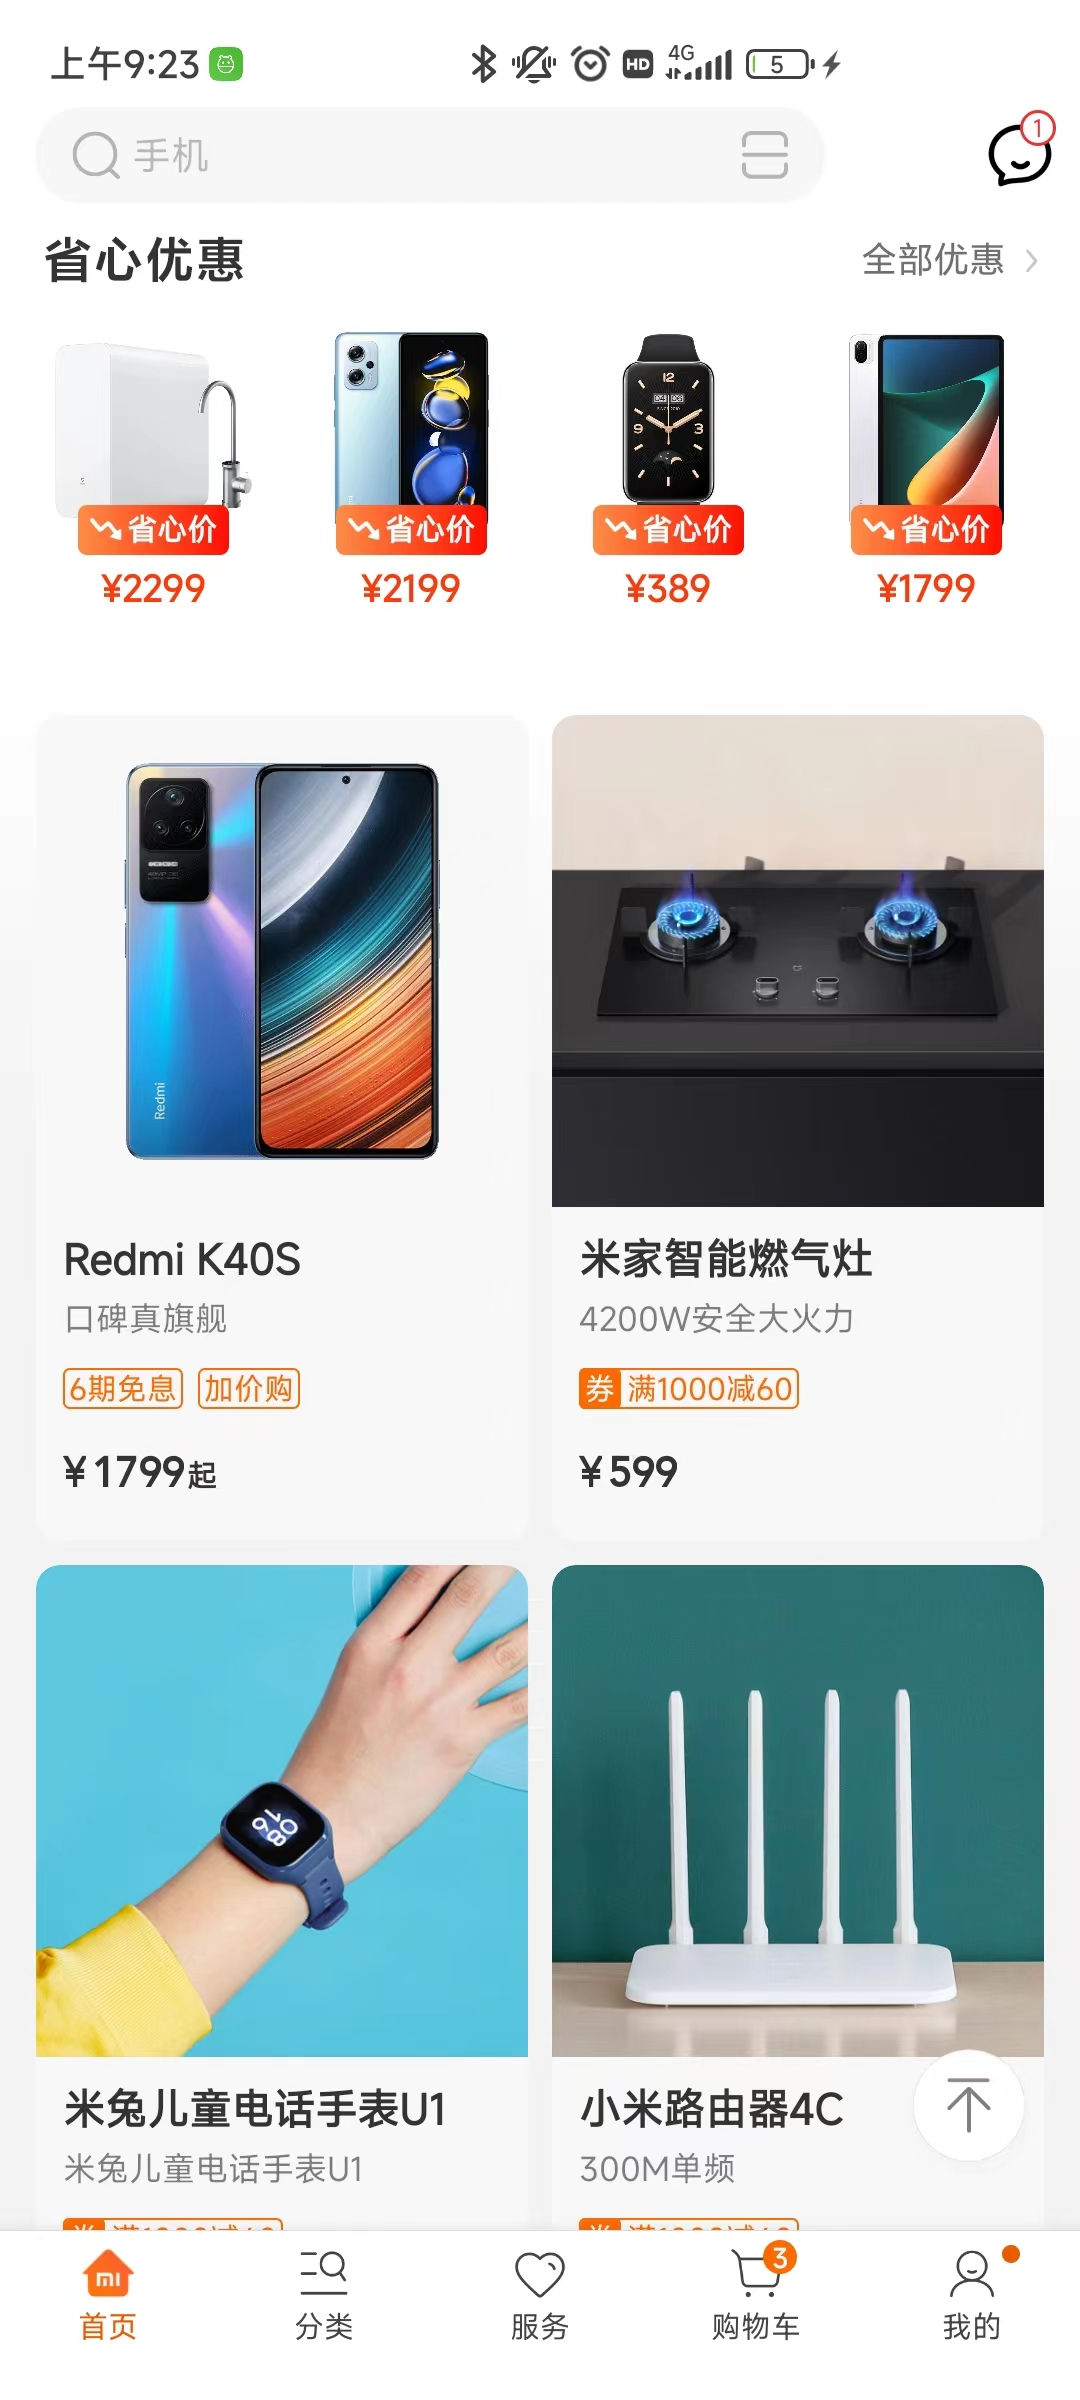 上午9:23
HD 4G 5
手机
1
省心优惠
全部优惠
省心价
省心价
省心价
省心价
¥2299
¥2199
¥389
¥1799
Redmi
Redmi K40S
口碑真旗舰
6期免息 加价购
¥1799起
米家智能燃气灶
4200W安全大火力
券 满1000减60
¥599
08
16
米兔儿童电话手表U1
米兔儿童电话手表U1
小米路由器4C
300M单频
首页
分类
服务
3
购物车
我的